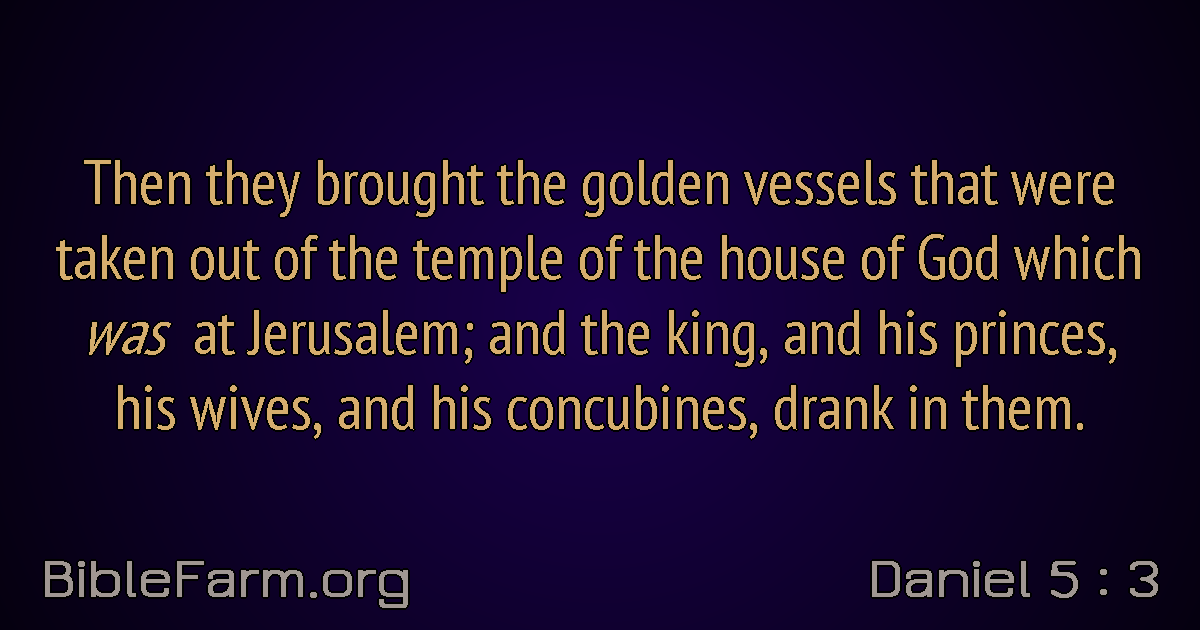 Then they brought the golden vessels that were
taken out of the temple of the house of God which
was at Jerusalem; and the king, and his princes,
his wives, and his concubines, drank in them.
BibleFarm.org
Daniel 5 : 3